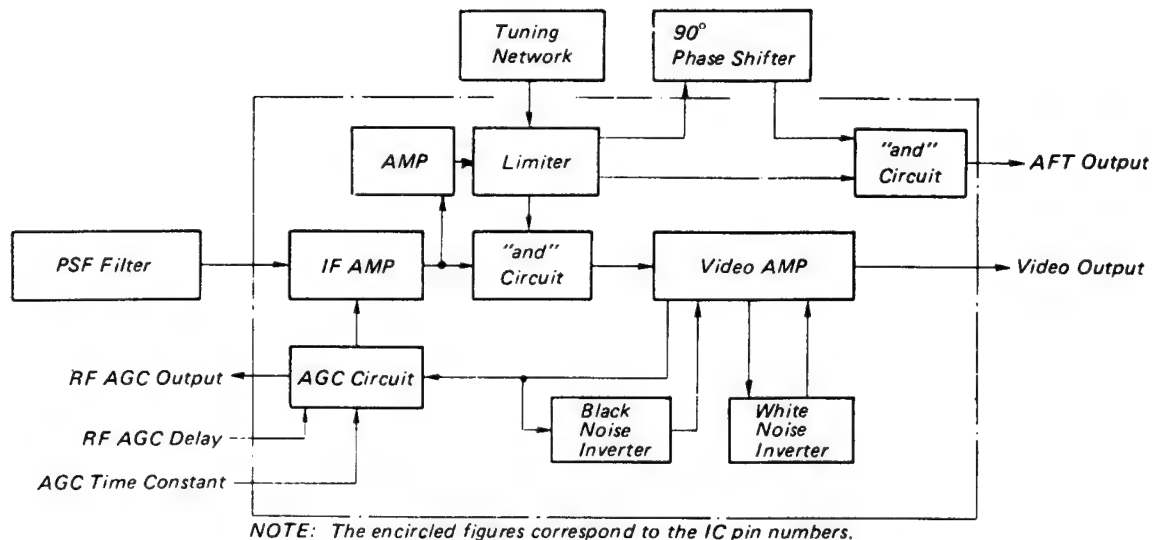 Tuning
Network
90°
Phase Shifter
AMP
Limiter
"and"
Circuit
AFT Output
PSF Filter
IF AMP
"and"
Circuit
Video AMP
Video Output
RF AGC Output
AGC Circuit
Black
Noise
Inverter
White
Noise
Inverter
RF AGC Delay
AGC Time Constant
NOTE: The encircled figures correspond to the IC pin numbers.